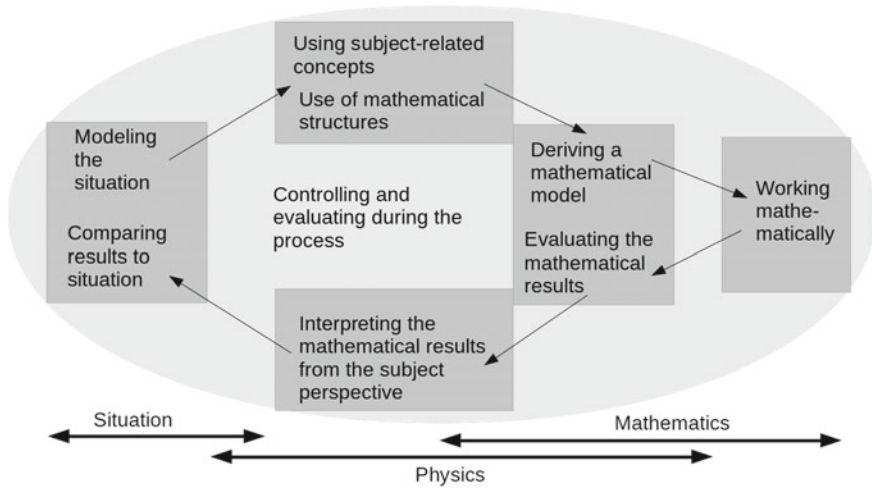 Using subject-related
concepts
Use of mathematical
structures
Modeling
the
situation
Comparing
results to
situation
Controlling and
evaluating during the
process
Deriving a
mathematical
model
Evaluating the
mathematical
results
Working
mathe-
matically
Interpreting the
mathematical results
from the subject
perspective
Situation
Mathematics
Physics